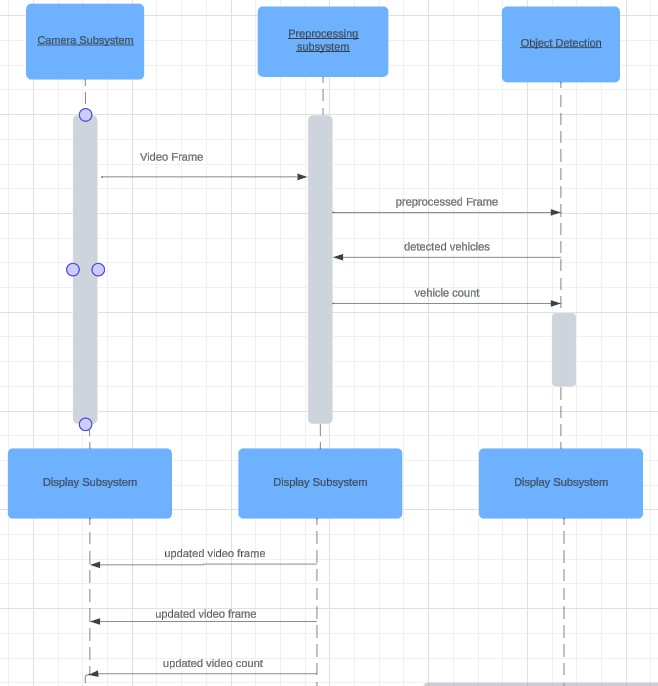 Camera Subsystem
Preprocessing
subsystem
Object Detection
Video Frame
preprocessed Frame
detected vehicles
vehicle count
Display Subsystem
Display Subsystem
Display Subsystem
updated video frame
updated video frame
updated video count